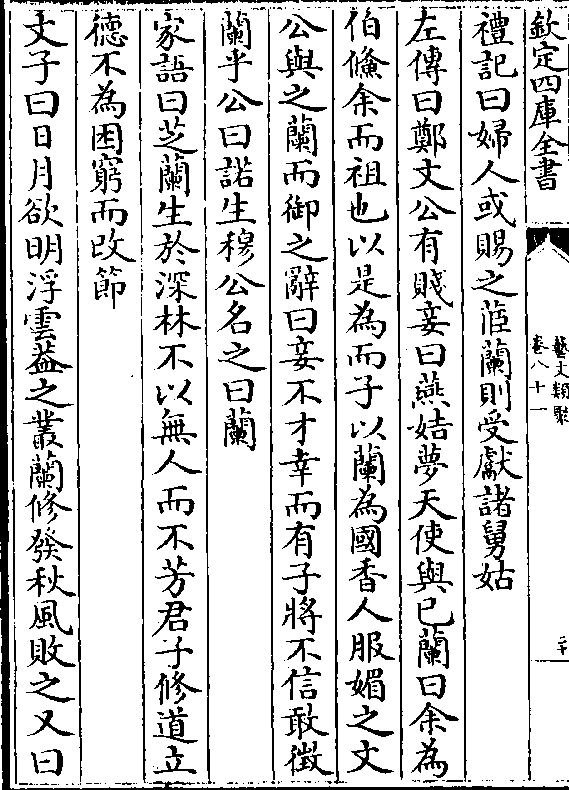 欽定四庫全書
藝文類聚
卷八十一
禮記曰婦人或賜之茝蘭則受獻諸舅姑
左傳曰鄭文公有賤妾曰燕姞夢天使與已蘭曰余為
伯鯈余而祖也以是為而子以蘭為國香人服媚之文
公與之蘭而御之辭曰妾不才幸而有子將不信敢徴
蘭乎公曰諾生穆公名之曰蘭
家語曰芝蘭生於深林不以無人而不芳君子修道立
德不為困窮而改節
文子曰日月欲明浮雲葢之叢蘭修發秋風敗之又曰